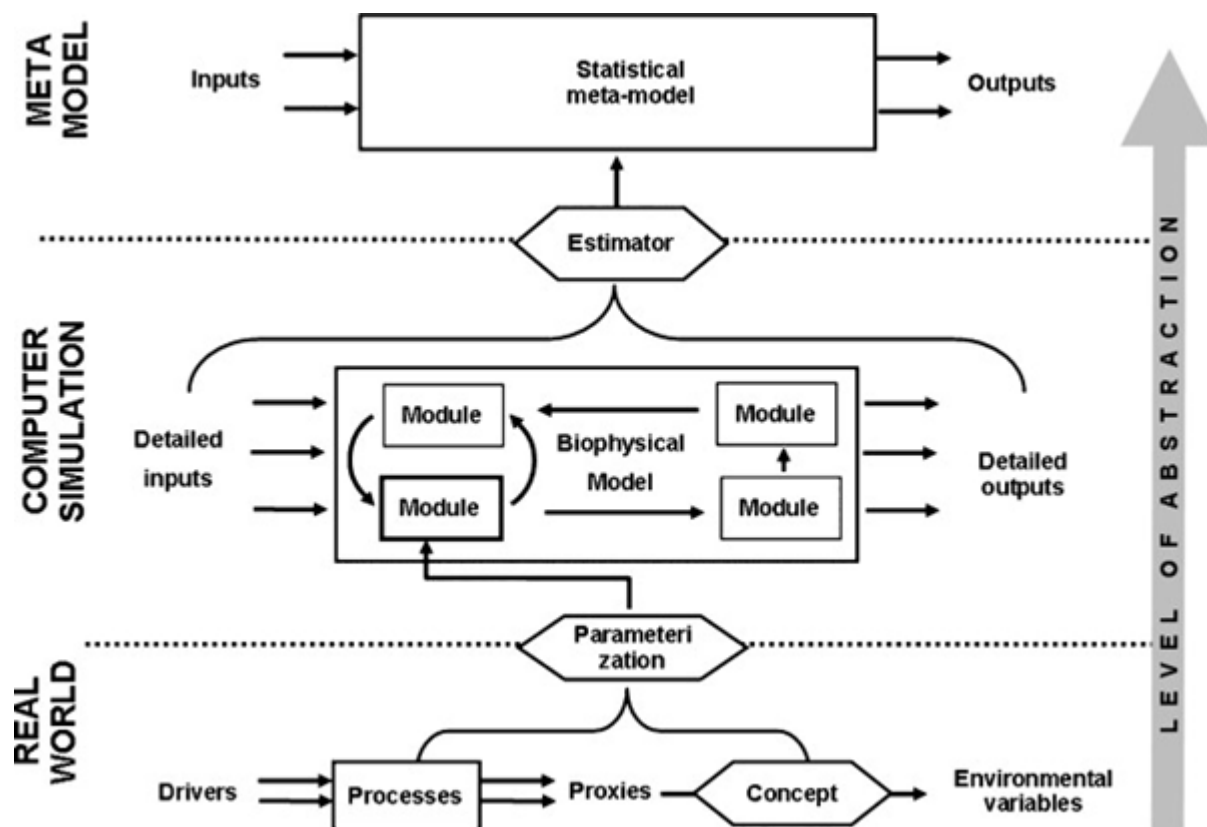 META
MODEL
Inputs
Statistical
meta-model
Outputs
Estimator
COMPUTER
SIMULATION
Detailed
inputs
Module
Module
Biophysical
Model
Module
Module
Detailed
outputs
Parameteri
zation
REAL
WORLD
Drivers
Processes
Proxies
Concept
Environmental
variables
LEVEL OF ABSTRACTION